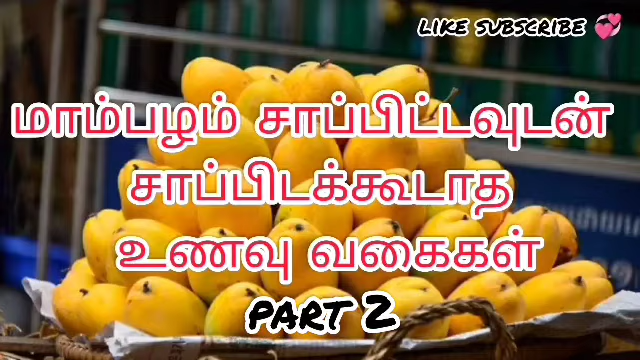 LIKE SUBSCRIBE 💞
மாம்பழம் சாப்பிட்டவுடன்
சாப்பிடக்கூடாத
உணவு வகைகள்
PART 2